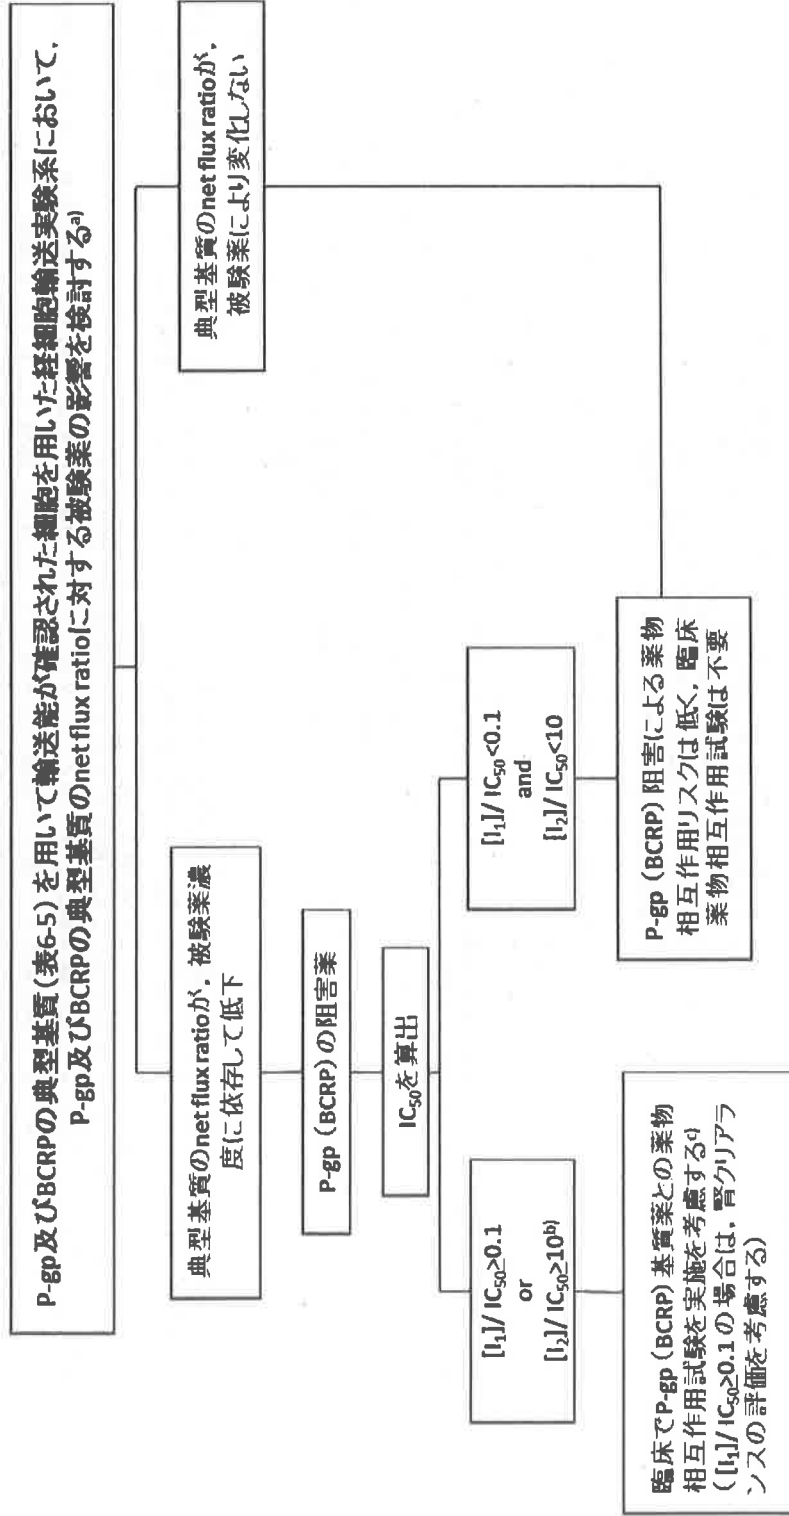 P-gp及びBCRPの典型基質(表6-5)を用いて輸送能が確認された細胞を用いた経細胞輸送実験系において,
P-gp及びBCRPの典型基質のnet flux ratioに対する被験薬の影響を検討するa)
典型基質のnet flux ratioが, 被験薬濃
度に依存して低下
典型基質のnet flux ratioが,
被験薬により変化しない
P-gp (BCRP) の阻害薬
IC50を算出
[I1]/ IC50≥0.1
or
[I2]/ IC50≥10b)
[I1]/ IC50<0.1
and
[I2]/ IC50<10
臨床でP-gp (BCRP) 基質薬との薬物
相互作用試験を実施を考慮するc)
([I1]/ IC50≥0.1の場合は, 腎クリアラ
ンスの評価を考慮する)
P-gp (BCRP) 阻害による薬物
相互作用リスクは低く, 臨床
薬物相互作用試験は不要